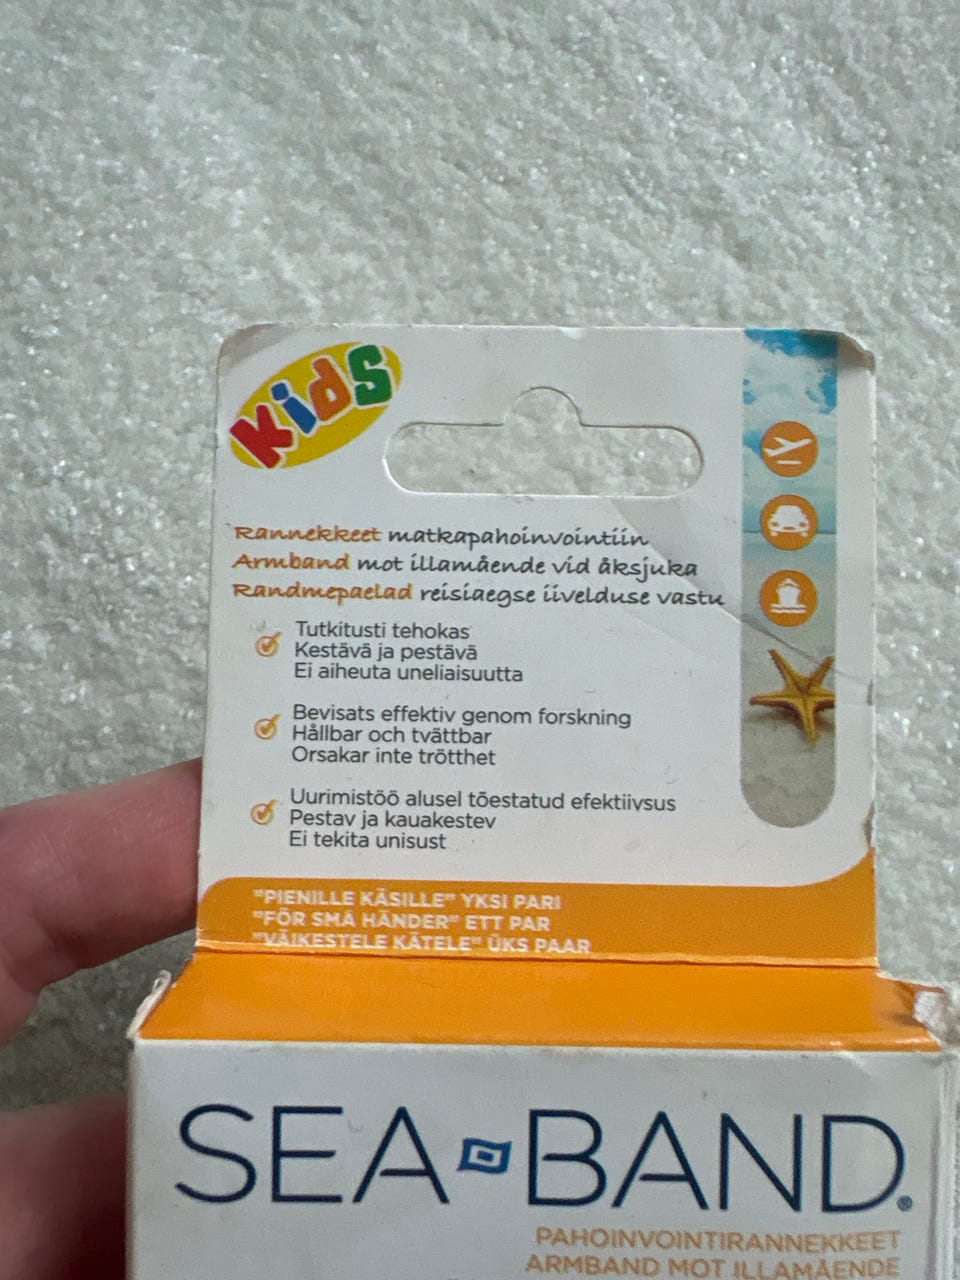 Kids
Rannekkeet matkapahoinvointiin
Armband mot illamående vid åksjuka
Randmepaelad reisiaegse iivelduse vastu
Tutkitusti tehokas
Kestävä ja pestävä
Ei aiheuta uneliaisuutta
Bevisats effektiv genom forskning
Hållbar och tvättbar
Orsakar inte trötthet
Uurimistöö alusel tõestatud efektiivsus
Pestav ja kauakestev
Ei tekita unisust
"PIENILLE KÄSILLE" YKSI PARI
"FÖR SMÅ HÄNDER" ETT PAR
"VÄIKESTELE KÄTELE" ÜKS PAAR
SEA-BAND®
PAHOINVOINTIRANNEKKEET
ARMBAND MOT ILLAMÅENDE